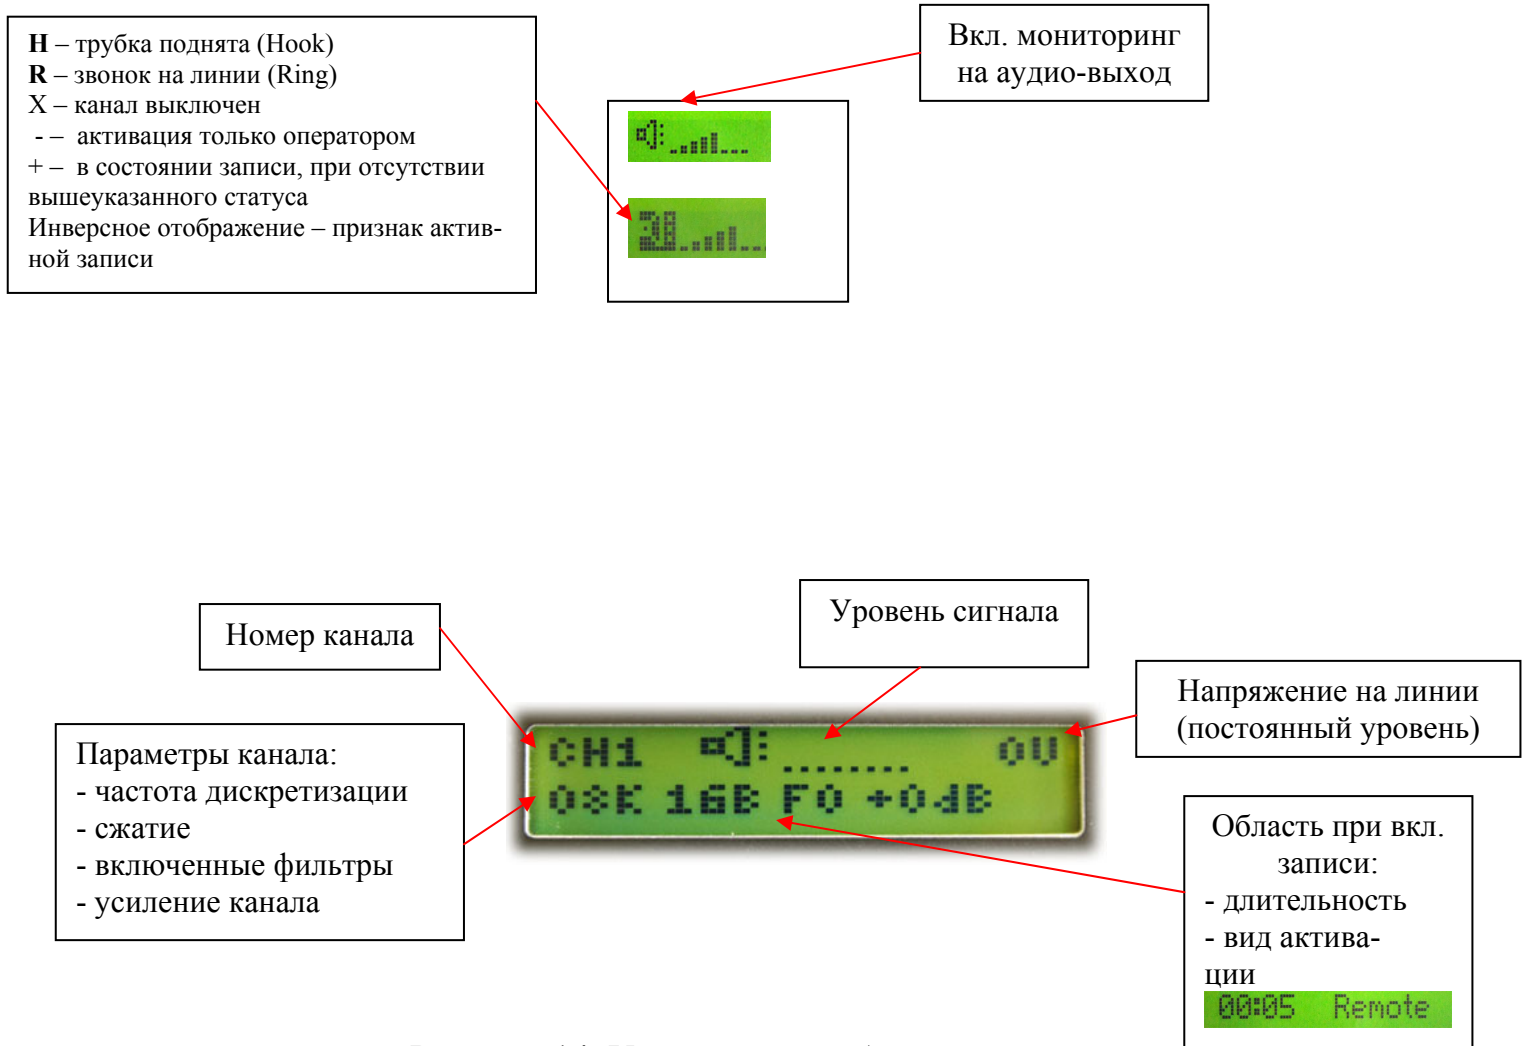 H – трубка поднята (Hook)
R – звонок на линии (Ring)
X – канал выключен
- – активация только оператором
+ – в состоянии записи, при отсутствии
вышеуказанного статуса
Инверсное отображение – признак актив-
ной записи
Вкл. мониторинг
на аудио-выход
Номер канала
Уровень сигнала
Напряжение на линии
(постоянный уровень)
Параметры канала:
- частота дискретизации
- сжатие
- включенные фильтры
- усиление канала
CH1 0V
08K 16B F0 +0dB
Область при вкл.
записи:
- длительность
- вид актива-
ции
00:05 Remote